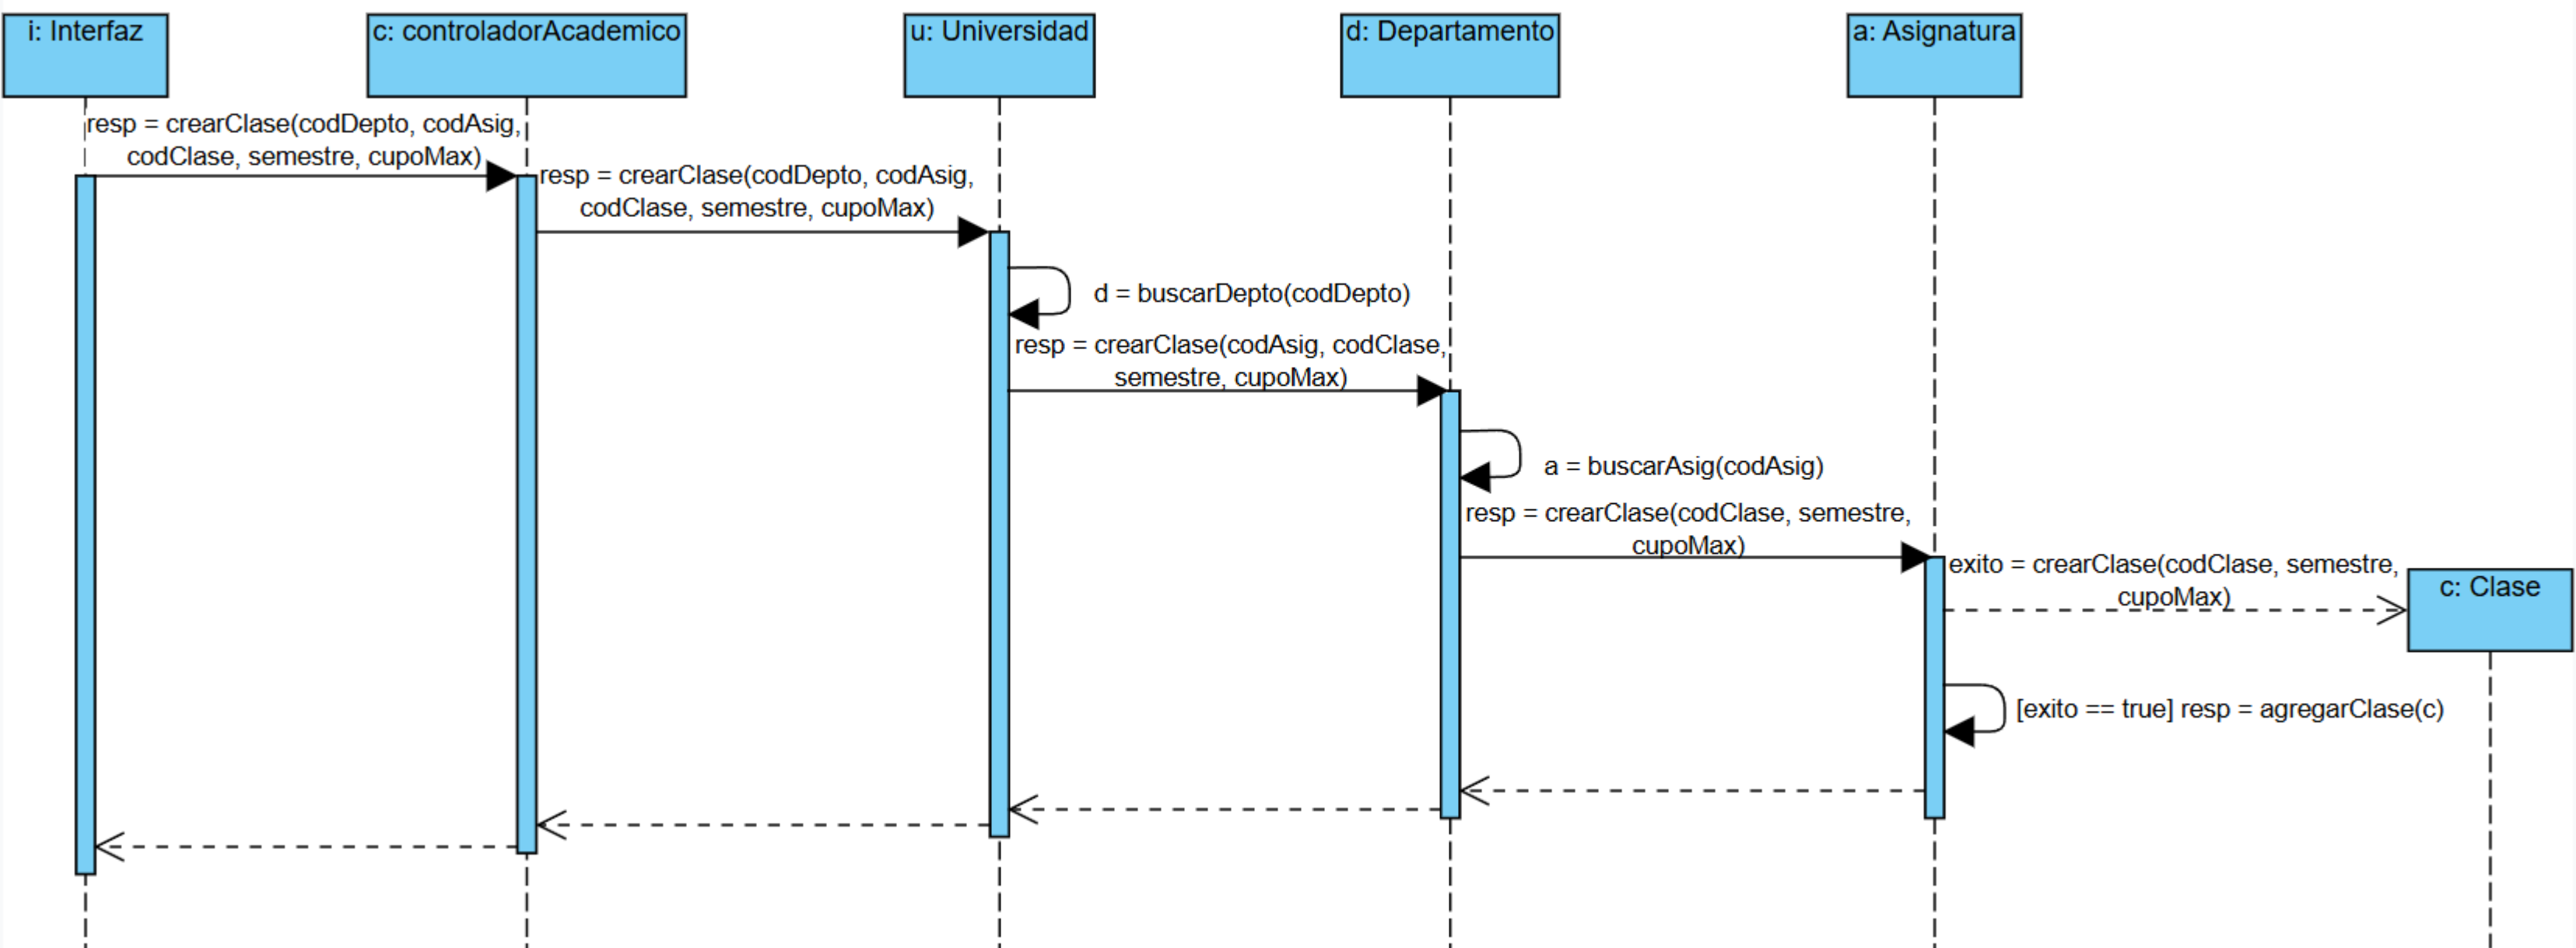 i: Interfaz
c: controladorAcademico
u: Universidad
d: Departamento
a: Asignatura
resp = crearClase(codDepto, codAsig,
codClase, semestre, cupoMax)
resp = crearClase(codDepto, codAsig,
codClase, semestre, cupoMax)
d = buscarDepto(codDepto)
resp = crearClase(codAsig, codClase,
semestre, cupoMax)
a = buscarAsig(codAsig)
resp = crearClase(codClase, semestre,
cupoMax)
exito = crearClase(codClase, semestre,
cupoMax)
c: Clase
[exito == true] resp = agregarClase(c)